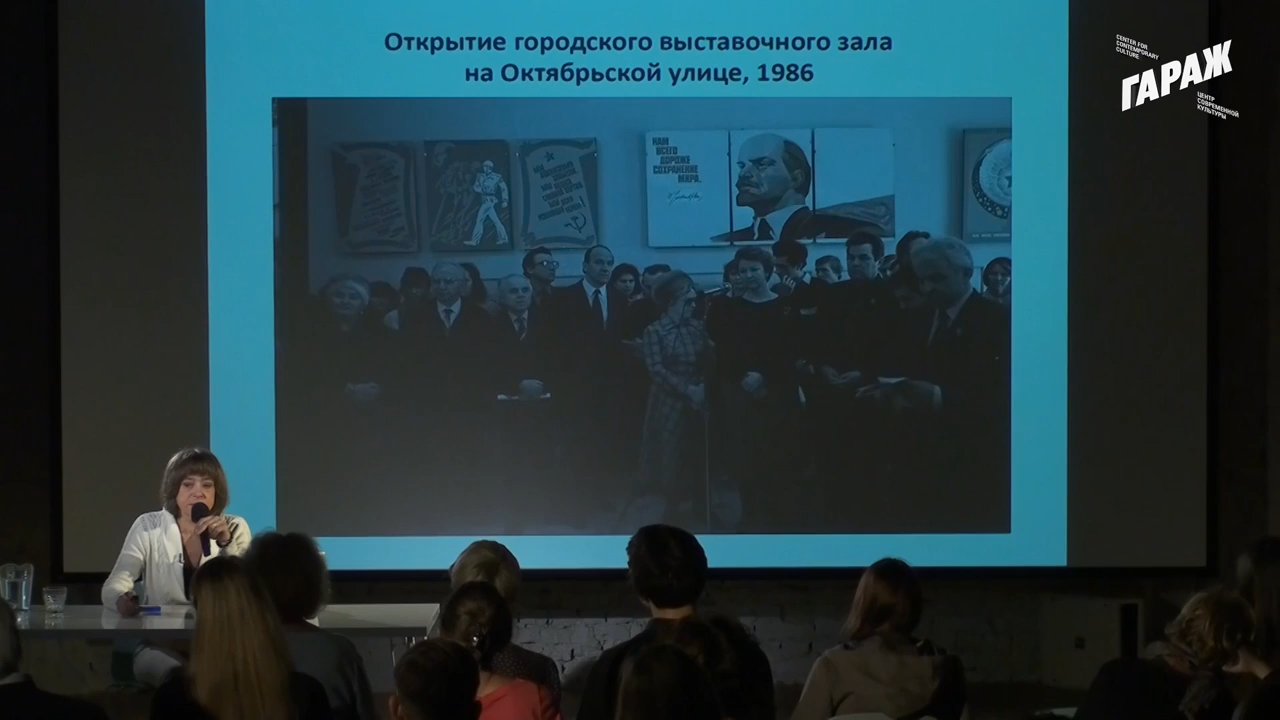 Открытие городского выставочного зала
на Октябрьской улице, 1986
CENTER FOR
CONTEMPORARY
CULTURE
ГАРАЖ
ЦЕНТР
СОВРЕМЕННОЙ
КУЛЬТУРЫ
НАМ
ВСЕГО
ДОРОЖЕ
СОХРАНЕНИЕ
МИРА